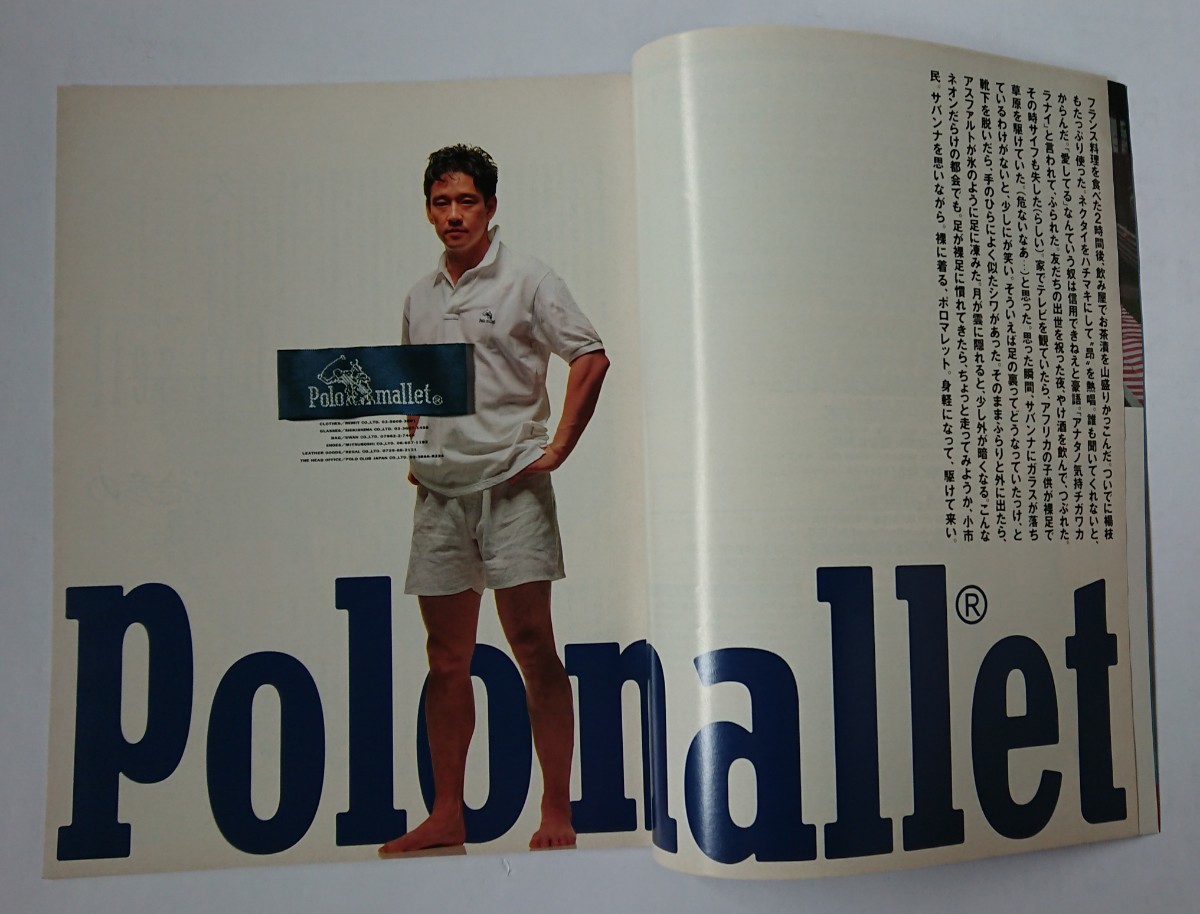 フランス料理を食べた2時間後、飲み屋でお茶漬を山盛りかっこんだ。ついでに楊枝
もたっぷり使った。ネクタイをハチマキにして“昴”を熱唱。誰も聞いてくれないと、
からんだ。「愛してる」なんていう奴は信用できねえと豪語。「アナタノ気持チガワカ
ラナイ」と言われて、ふられた。友だちの出世を祝った夜、やけ酒を飲んで、つぶれた。
その時サイフも失した(らしい)。家でテレビを観ていたら、アフリカの子供が裸足で
草原を駆けていた。(危ないなあ…)と思った。思った瞬間、サバンナにガラスが落ち
ているわけがないと、少しにが笑い。そういえば足の裏ってどうなっていたっけ、と
靴下を脱いだら、手のひらによく似たシワがあった。そのままふらりと外に出たら、
アスファルトが氷のように足に凍みた。月が雲に隠れると、少し外が暗くなる。こんな
ネオンだらけの都会でも。足が裸足に慣れてきたら、ちょっと走ってみようか、小市
民。サバンナを思いながら。裸に着る、ポロマレット。身軽になって、駆けて来い。
Polo mallet®
CO.,LTD.
THE HEAD OFFICE/POLO CLUB JAPAN CO.,LTD.
Polomallet®